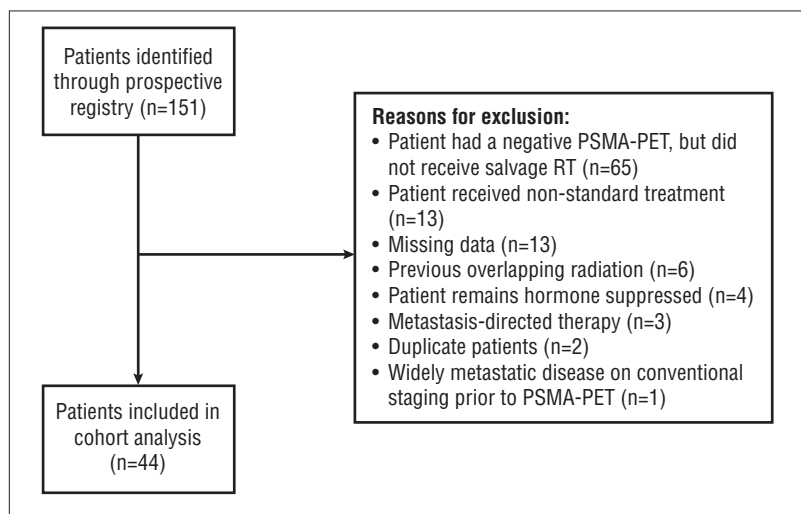 Patients identified
through prospective
registry (n=151)
Reasons for exclusion:
• Patient had a negative PSMA-PET, but did
not receive salvage RT (n=65)
• Patient received non-standard treatment
(n=13)
• Missing data (n=13)
• Previous overlapping radiation (n=6)
• Patient remains hormone suppressed (n=4)
• Metastasis-directed therapy (n=3)
• Duplicate patients (n=2)
• Widely metastatic disease on conventional
staging prior to PSMA-PET (n=1)
Patients included in
cohort analysis
(n=44)